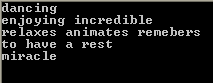 dancing
enjoying incredible
relaxes animates remebers
to have a rest
miracle